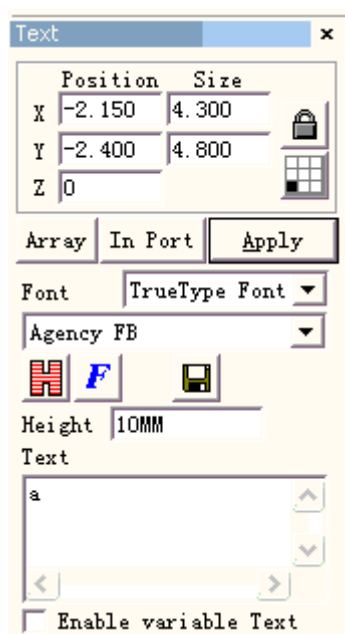 Text
Position Size
X -2.150 4.300
Y -2.400 4.800
Z 0
Array In Port Apply
Font TrueType Font
Agency FB
H F
Height 10MM
Text
a
Enable variable Text